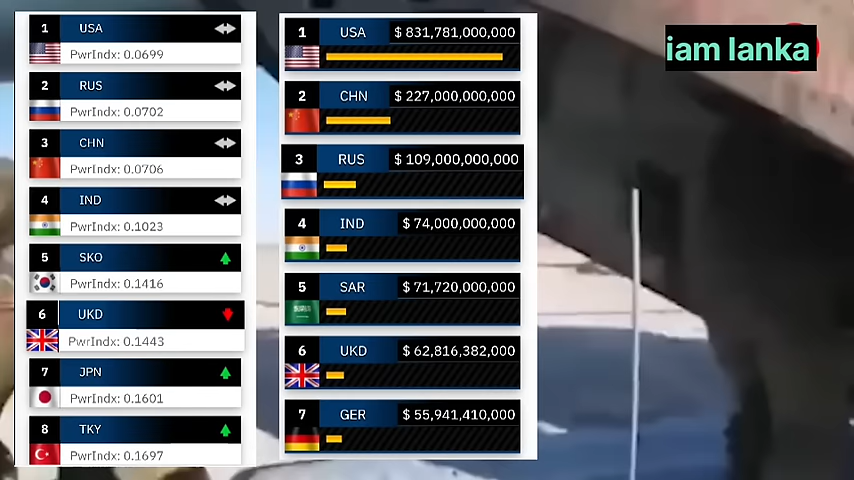 iam lanka
1 USA
PwrIndx: 0.0699
2 RUS
PwrIndx: 0.0702
3 CHN
PwrIndx: 0.0706
4 IND
PwrIndx: 0.1023
5 SKO
PwrIndx: 0.1416
6 UKD
PwrIndx: 0.1443
7 JPN
PwrIndx: 0.1601
8 TKY
PwrIndx: 0.1697
1 USA $ 831,781,000,000
2 CHN $ 227,000,000,000
3 RUS $ 109,000,000,000
4 IND $ 74,000,000,000
5 SAR $ 71,720,000,000
6 UKD $ 62,816,382,000
7 GER $ 55,941,410,000